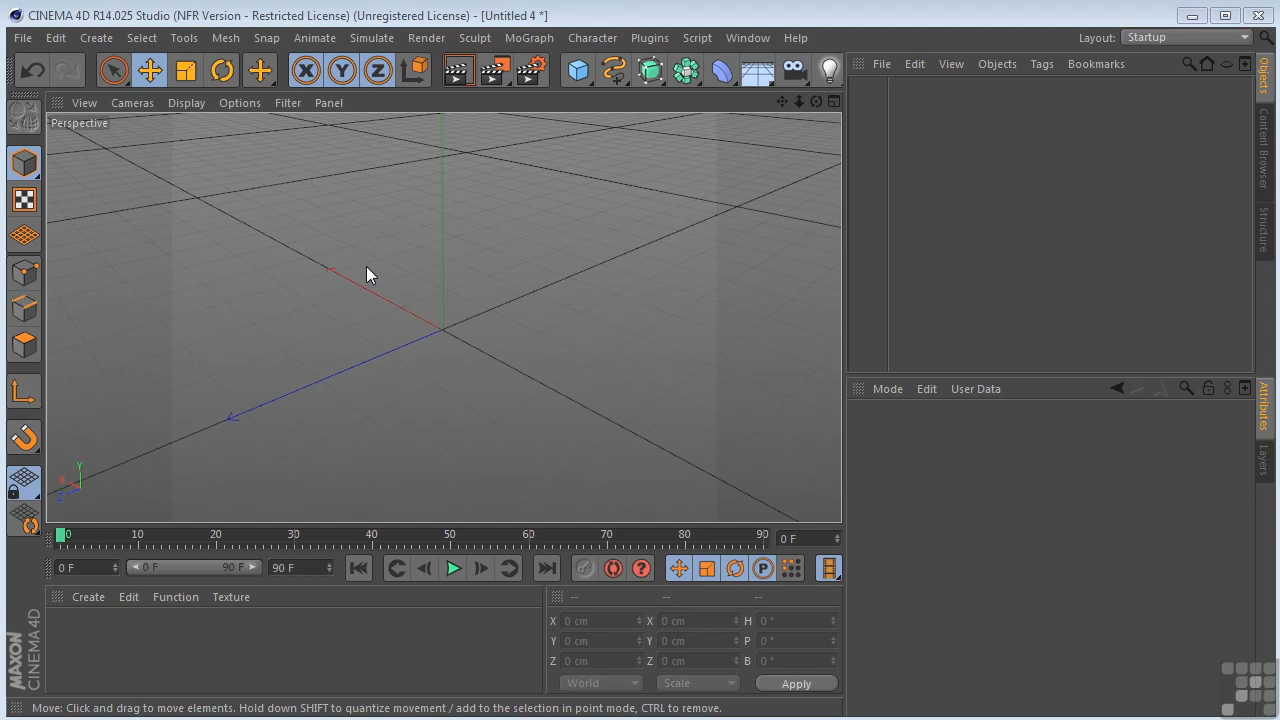 CINEMA 4D R14.025 Studio (NFR Version - Restricted License) (Unregistered License) - [Untitled 4 *]
File Edit Create Select Tools Mesh Snap Animate Simulate Render Sculpt MoGraph Character Plugins Script Window Help Layout: Startup
X Y Z
File Edit View Objects Tags Bookmarks
View Cameras Display Options Filter Panel
Perspective
Objects
Content Browser
Structure
Mode Edit User Data
Attributes
Layers
Y
X
Z
0 10 20 30 40 50 60 70 80 90 0 F
0 F 0 F 90 F 90 F ? P
Create Edit Function Texture -- -- --
X 0 cm X 0 cm H 0 °
Y 0 cm Y 0 cm P 0 °
Z 0 cm Z 0 cm B 0 °
World Scale Apply
MAXON
CINEMA 4D
Move: Click and drag to move elements. Hold down SHIFT to quantize movement / add to the selection in point mode, CTRL to remove.